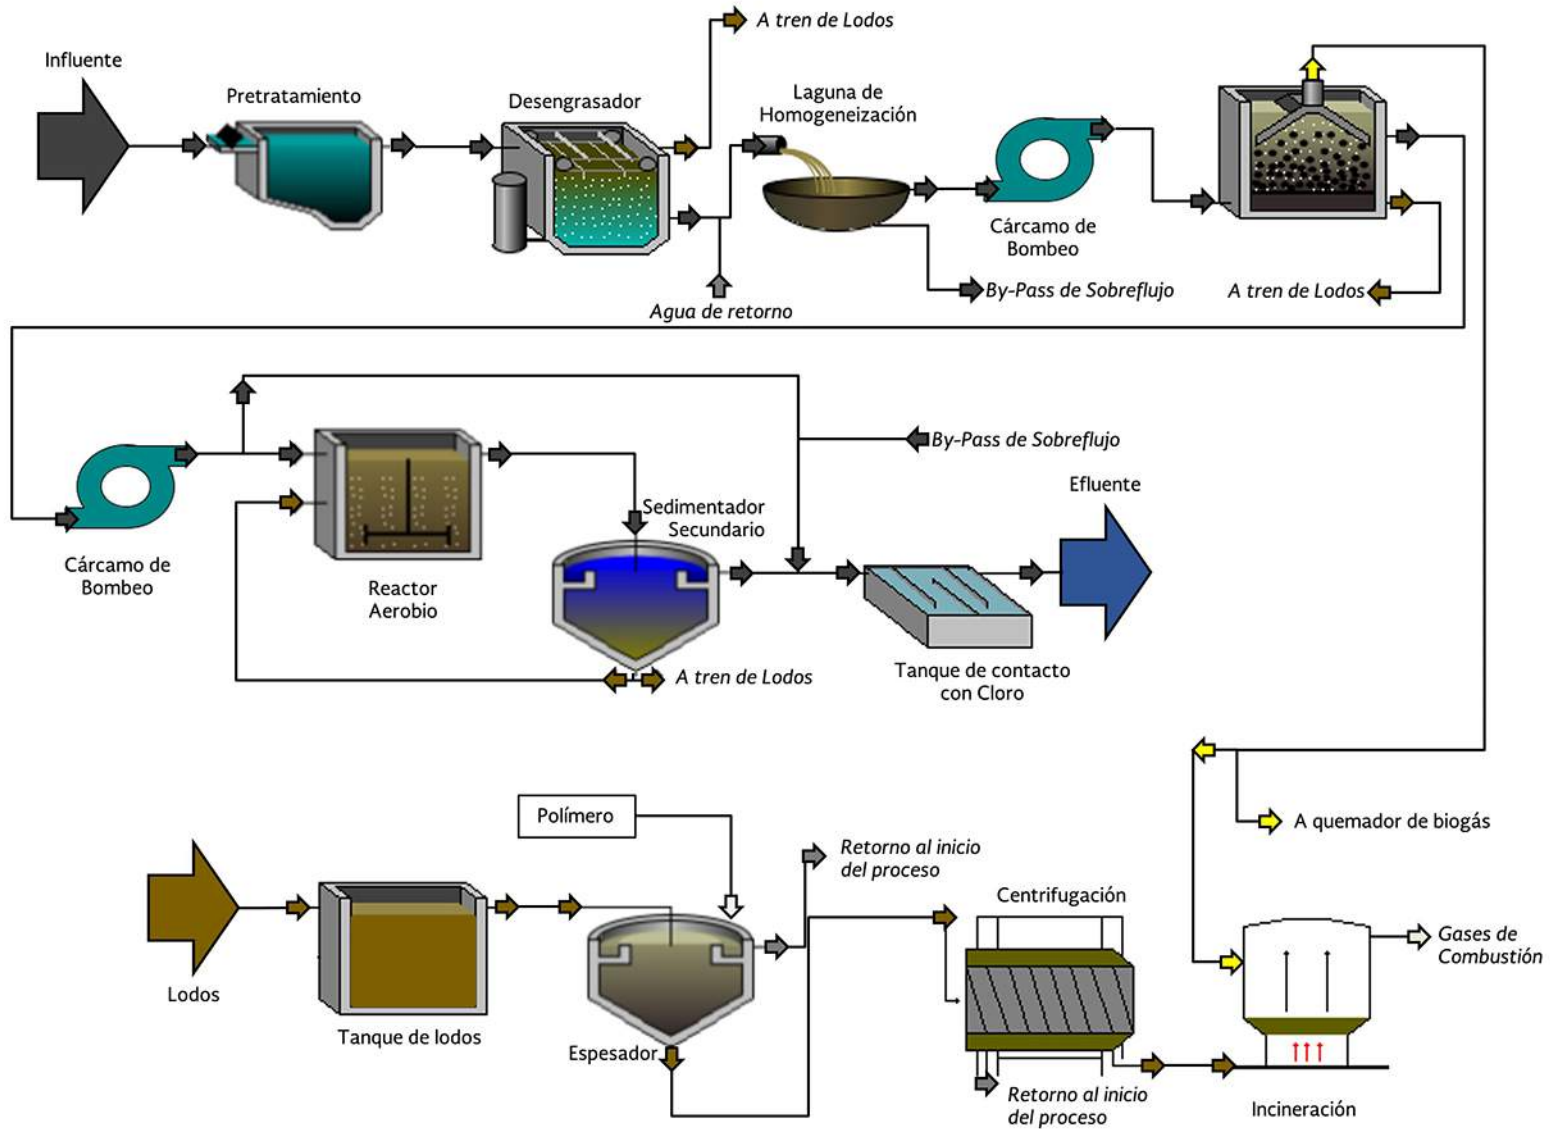 A tren de Lodos
Influente
Pretratamiento
Desengrasador
Laguna de
Homogeneización
Cárcamo de
Bombeo
By-Pass de Sobreflujo
A tren de Lodos
Agua de retorno
By-Pass de Sobreflujo
Efluente
Sedimentador
Secundario
Cárcamo de
Bombeo
Reactor
Aerobio
A tren de Lodos
Tanque de contacto
con Cloro
Polímero
Retorno al inicio
del proceso
A quemador de biogás
Centrifugación
Gases de
Combustión
Lodos
Tanque de lodos
Espesador
Retorno al inicio
del proceso
Incineración